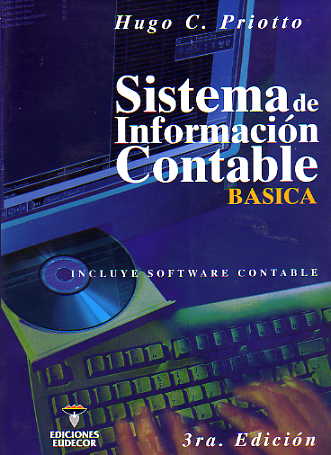 Hugo C. Priotto
Sistema de
Información
Contable
BASICA
INCLUYE SOFTWARE CONTABLE
EDICIONES
EUDECOR
3ra. Edición